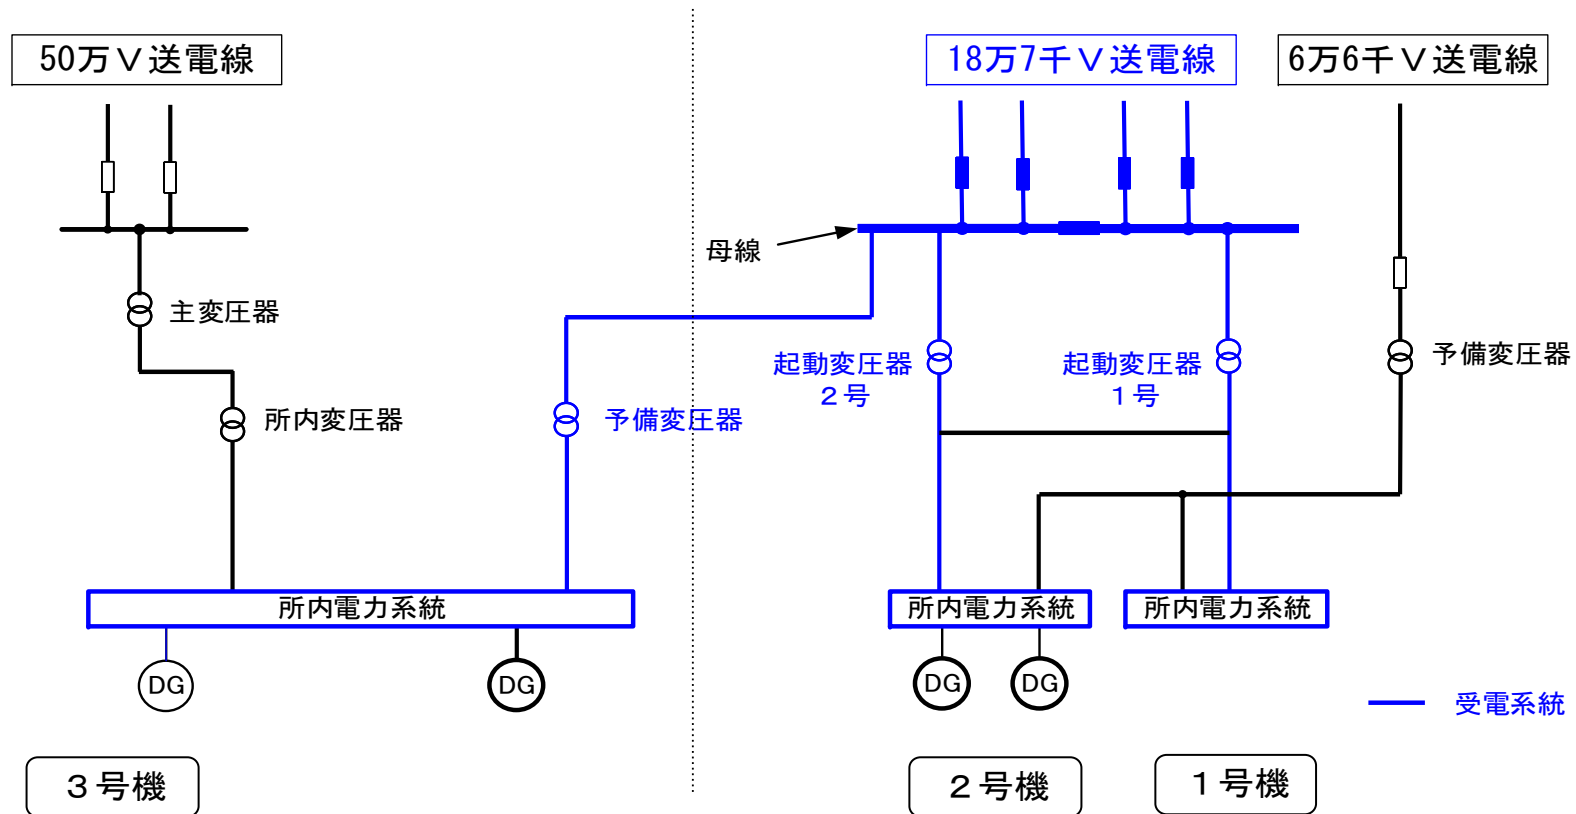 50万Ｖ送電線
18万7千Ｖ送電線
6万6千Ｖ送電線
母線
主変圧器
所内変圧器
予備変圧器
起動変圧器
２号
起動変圧器
１号
予備変圧器
所内電力系統
所内電力系統
所内電力系統
DG
DG
DG
DG
受電系統
３号機
２号機
１号機